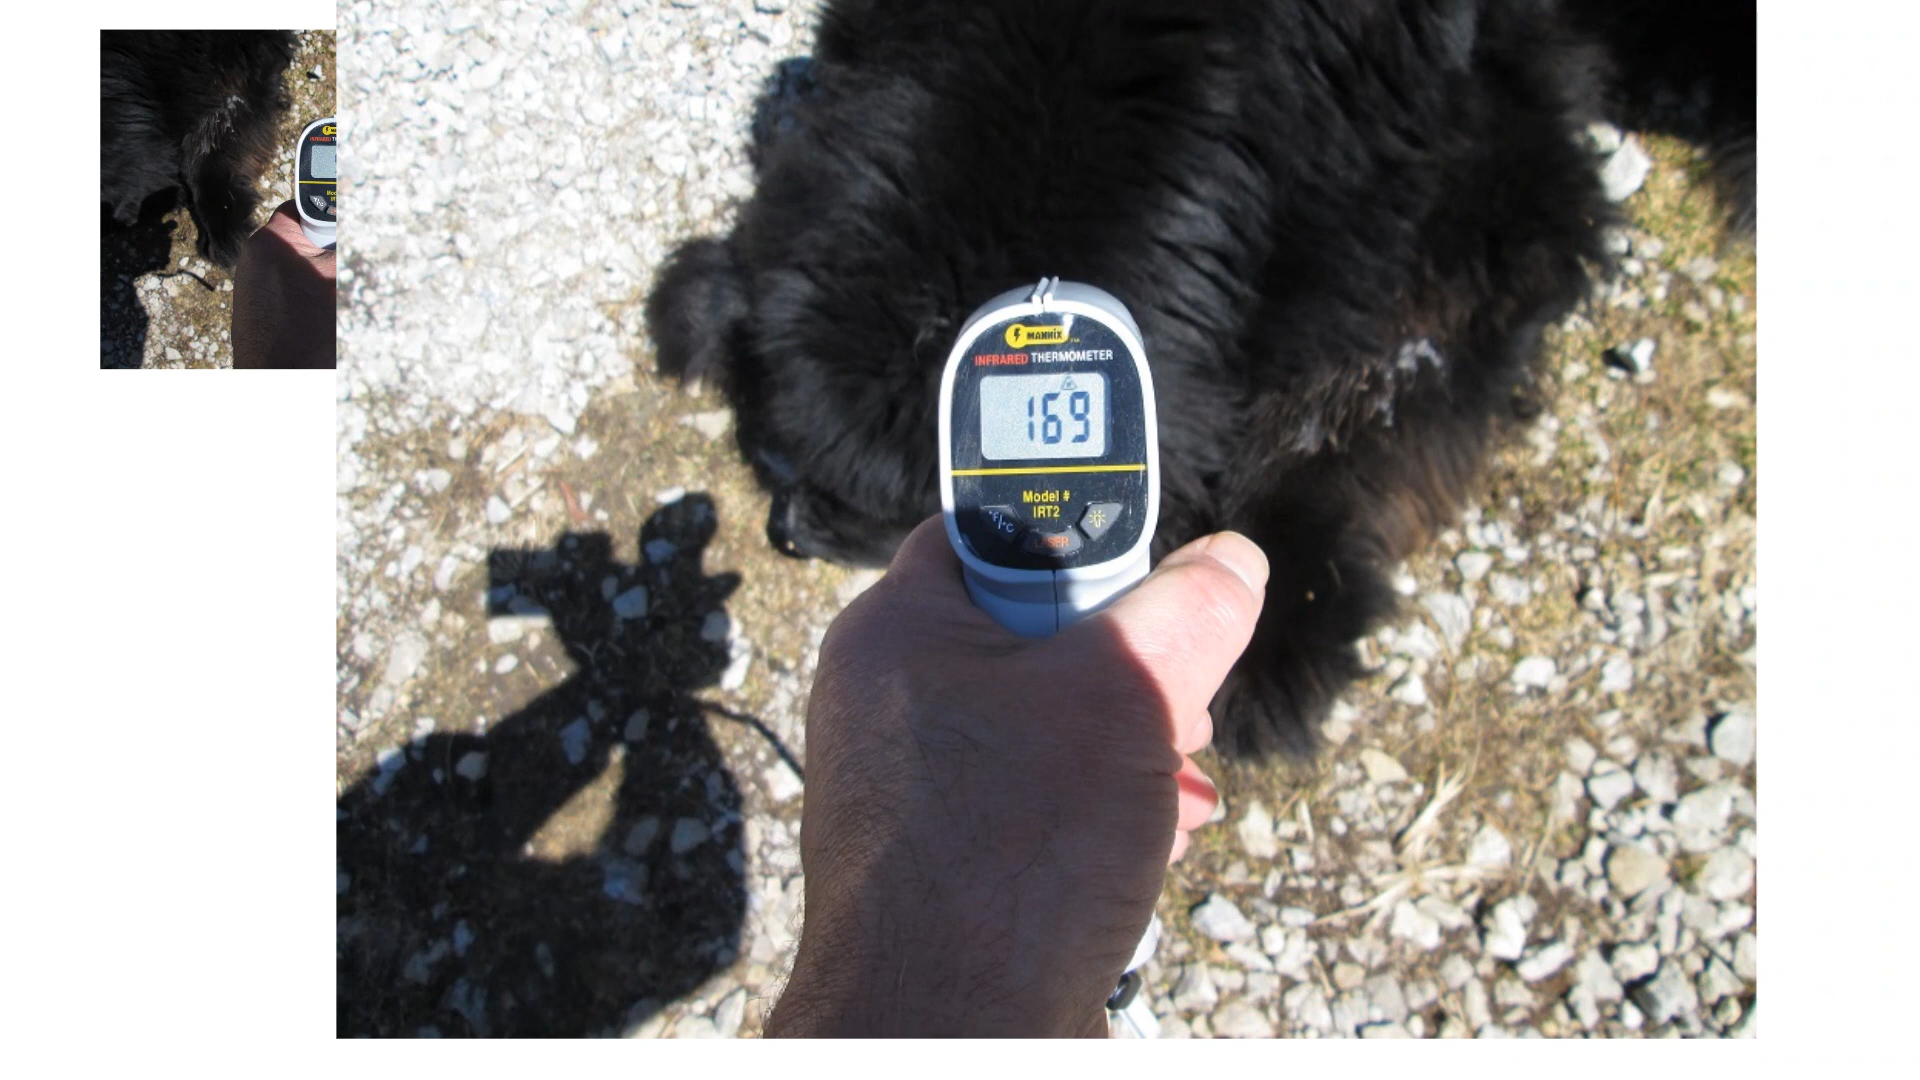 MANNIX
INFRARED THERMOMETER
169
Model #
IRT2
°F/°C
LASER